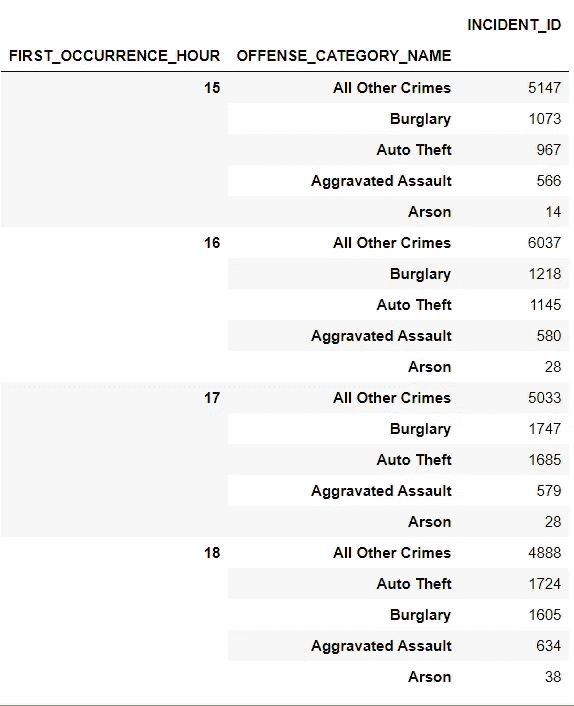 INCIDENT_ID
FIRST_OCCURRENCE_HOUR OFFENSE_CATEGORY_NAME
15 All Other Crimes 5147
Burglary 1073
Auto Theft 967
Aggravated Assault 566
Arson 14
16 All Other Crimes 6037
Burglary 1218
Auto Theft 1145
Aggravated Assault 580
Arson 28
17 All Other Crimes 5033
Burglary 1747
Auto Theft 1685
Aggravated Assault 579
Arson 28
18 All Other Crimes 4888
Auto Theft 1724
Burglary 1605
Aggravated Assault 634
Arson 38